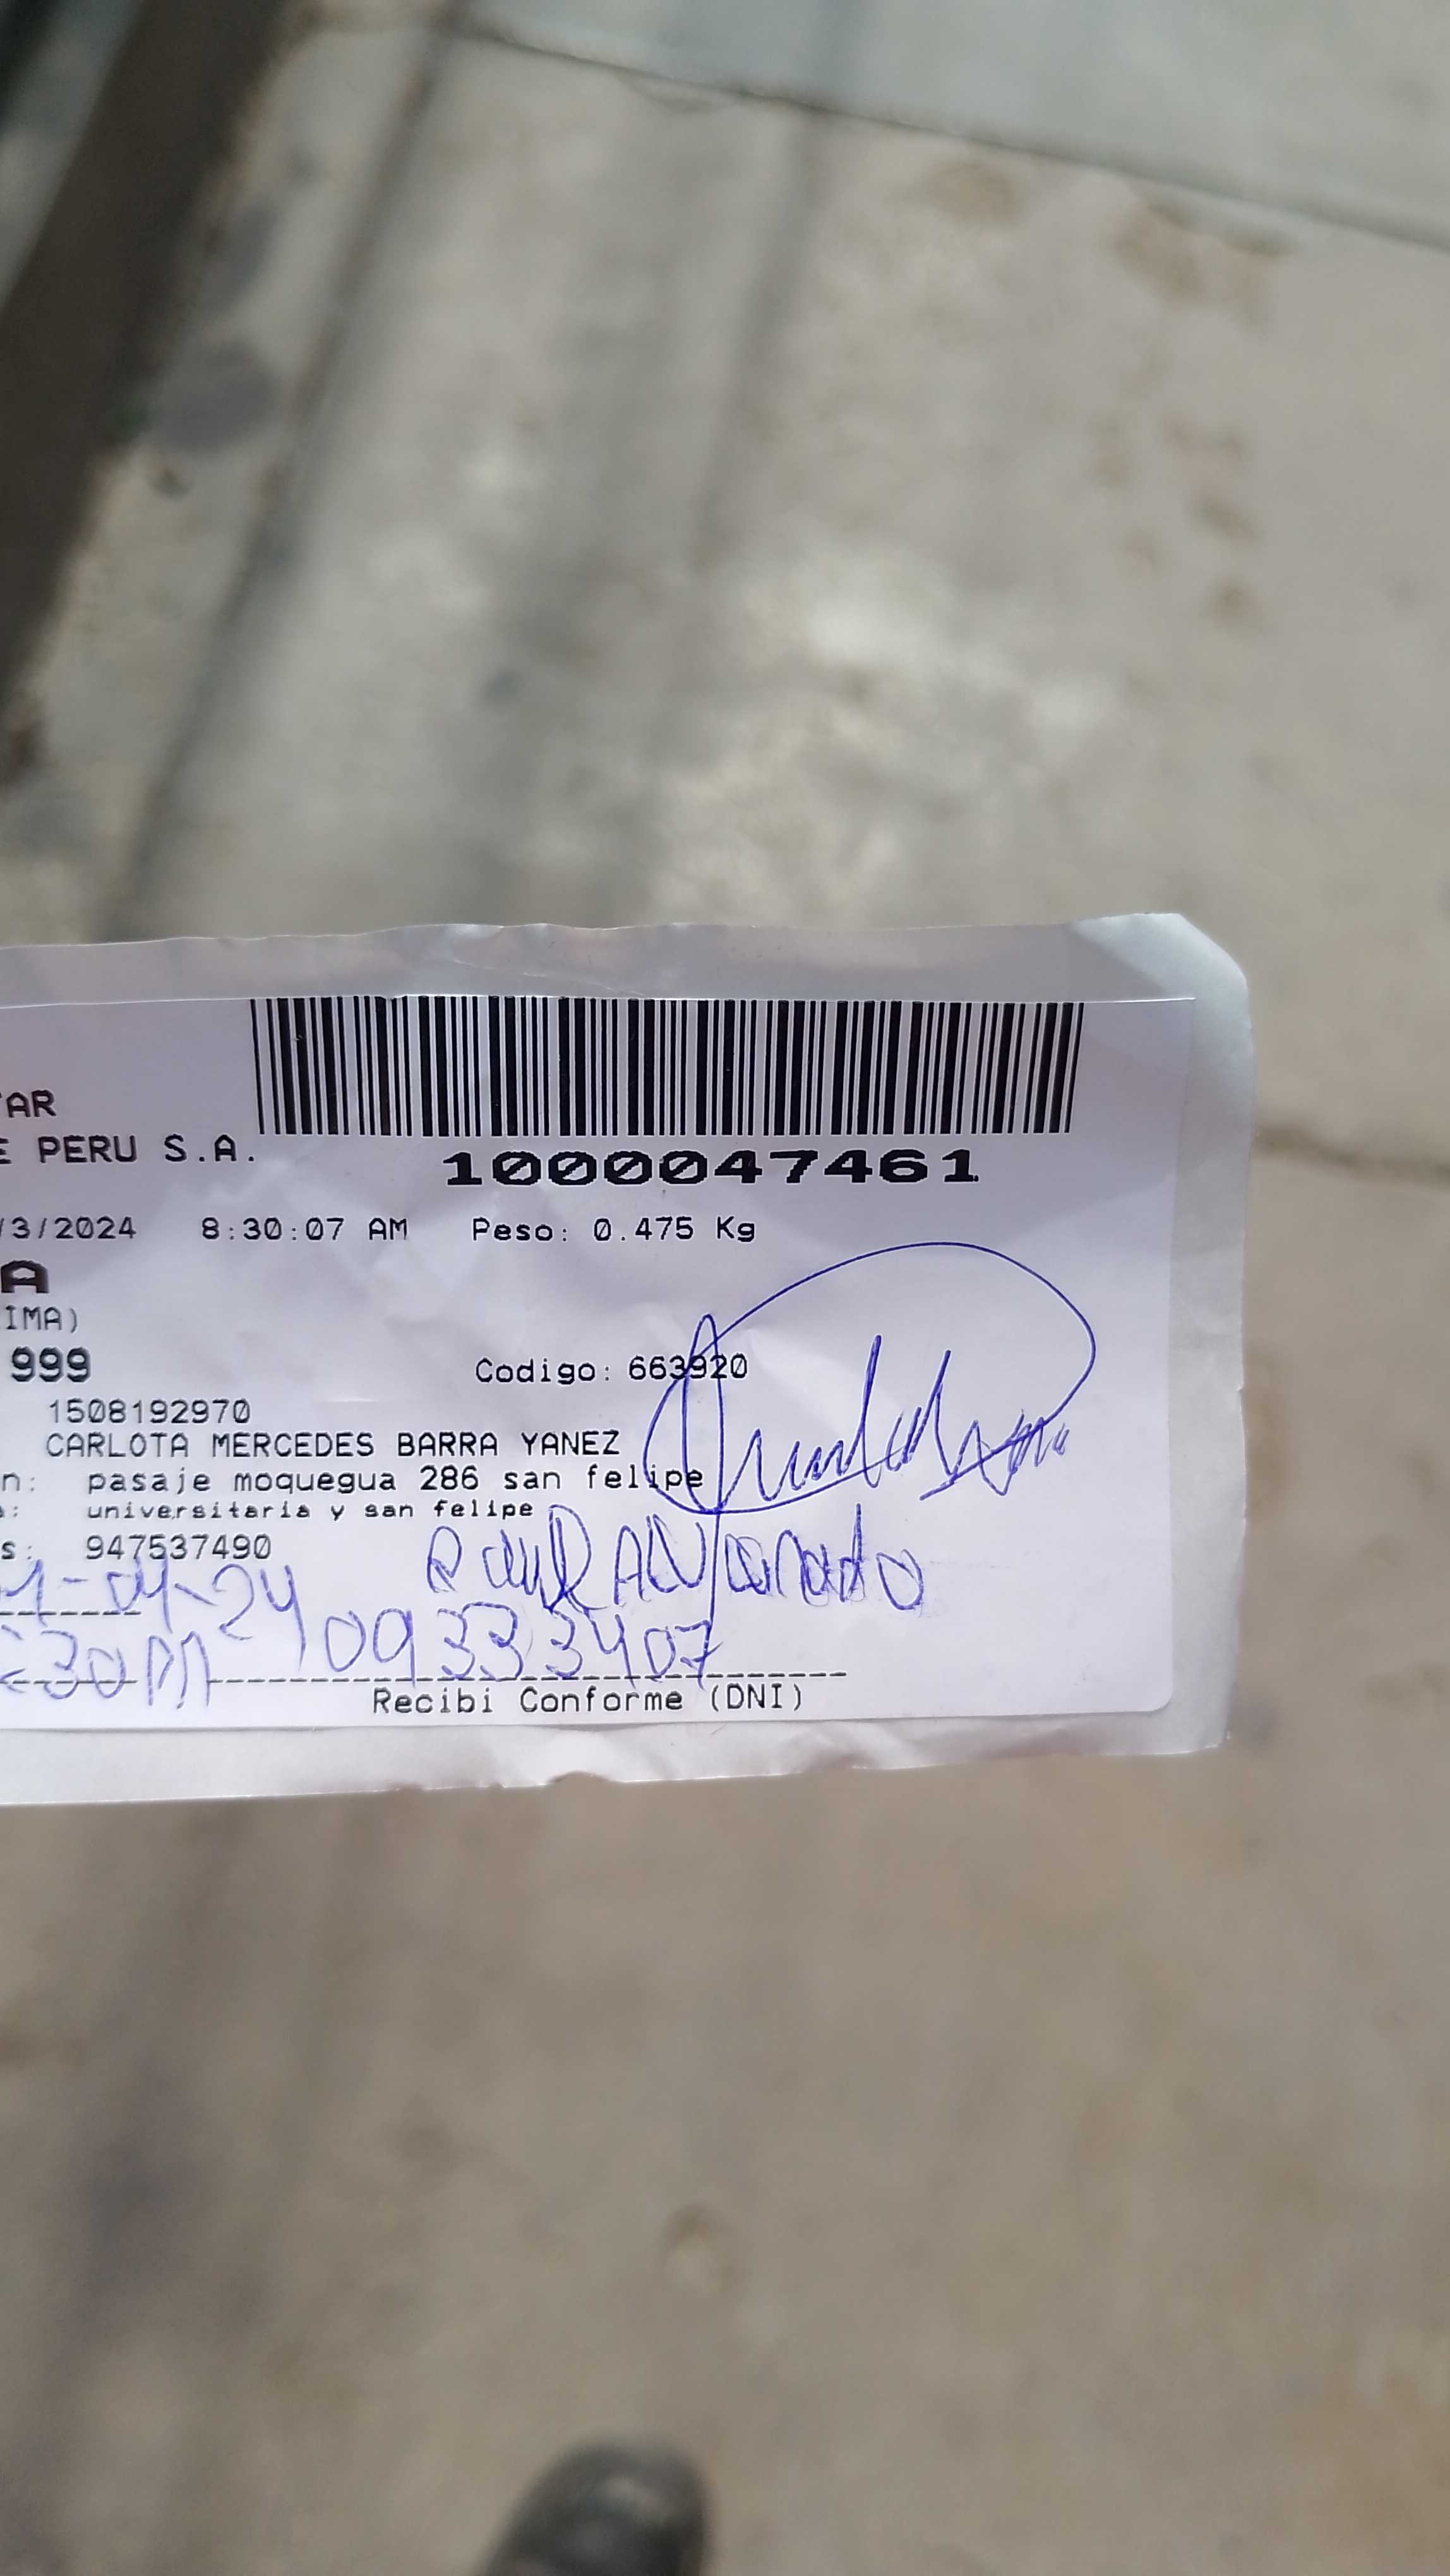 TAR
E PERU S.A.
1000047461
/3/2024 8:30:07 AM Peso: 0.475 Kg
A
IMA)
999 Codigo: 663920
1508192970
CARLOTA MERCEDES BARRA YANEZ
n: pasaje moquegua 286 san felipe
a: universitaria y san felipe
s: 947537490
Raul Alvarado
09333407
Recibi Conforme (DNI)